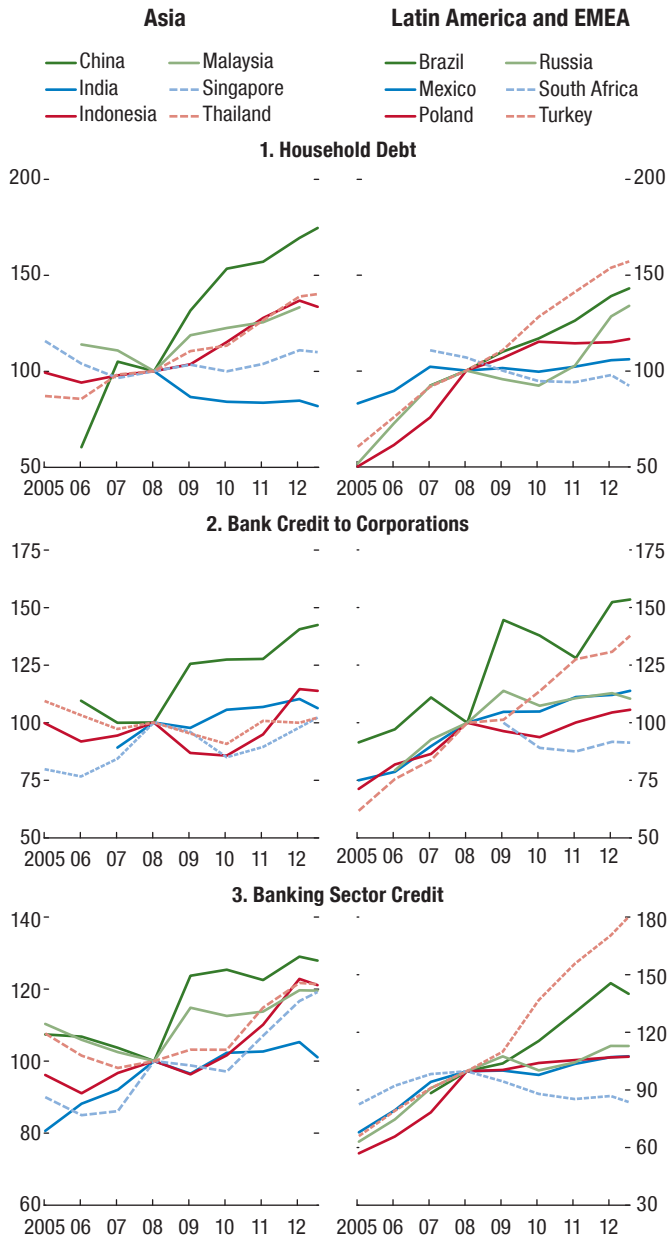 Asia
Latin America and EMEA
China
Malaysia
India
Singapore
Indonesia
Thailand
Brazil
Russia
Mexico
South Africa
Poland
Turkey
1. Household Debt
200
150
100
50
2005 06 07 08 09 10 11 12
200
150
100
50
2005 06 07 08 09 10 11 12
2. Bank Credit to Corporations
175
150
125
100
75
50
2005 06 07 08 09 10 11 12
175
150
125
100
75
50
2005 06 07 08 09 10 11 12
3. Banking Sector Credit
140
120
100
80
60
2005 06 07 08 09 10 11 12
180
150
120
90
60
30
2005 06 07 08 09 10 11 12